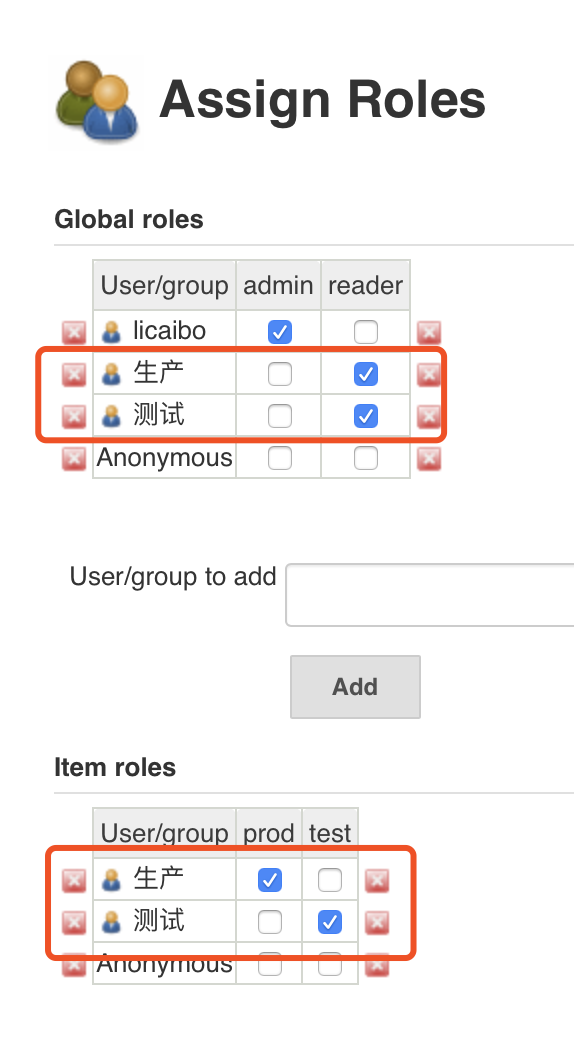 Assign Roles
Global roles
User/group admin reader
licaibo
生产
测试
Anonymous
User/group to add
Add
Item roles
User/group prod test
生产
测试
Anonymous